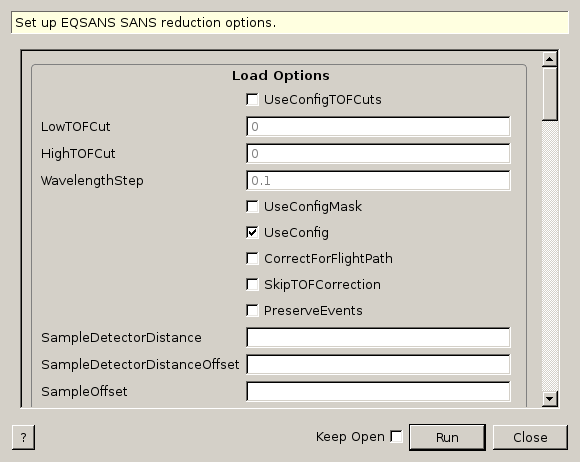 Set up EQSANS SANS reduction options.
Load Options
UseConfigTOFCuts
LowTOFCut 0
HighTOFCut 0
WavelengthStep 0.1
UseConfigMask
UseConfig
CorrectForFlightPath
SkipTOFCorrection
PreserveEvents
SampleDetectorDistance
SampleDetectorDistanceOffset
SampleOffset
? Keep Open Run Close